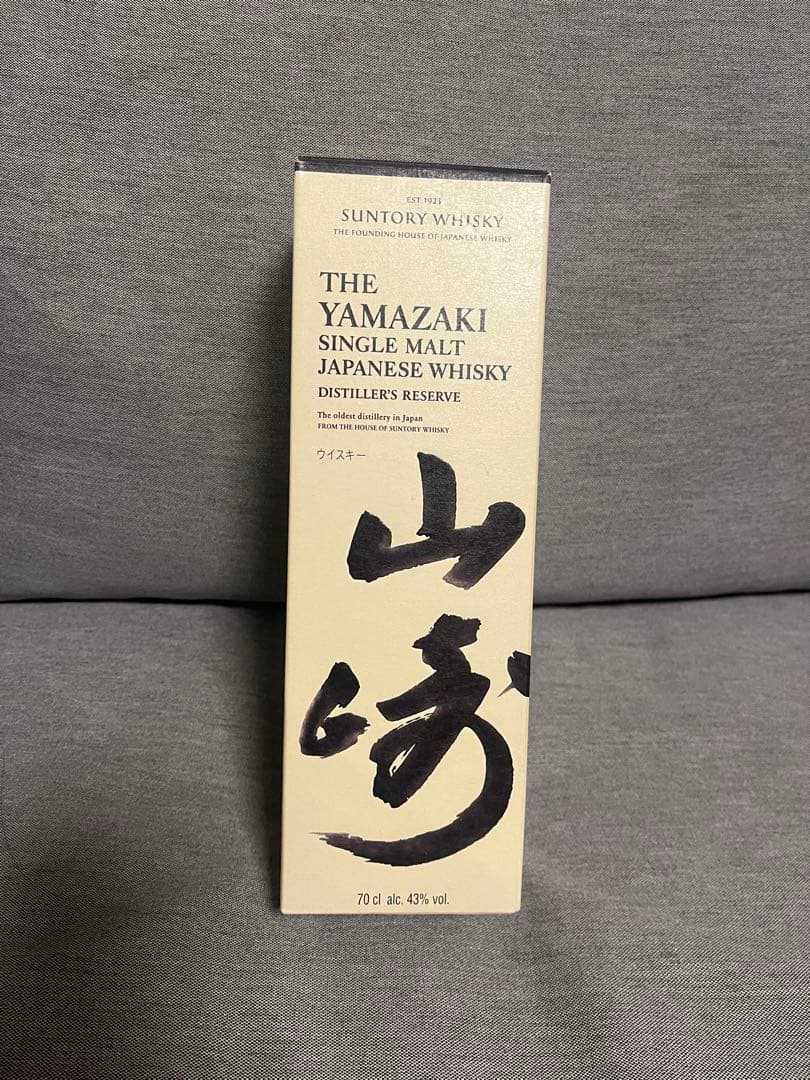 EST. 1923
SUNTORY WHISKY
THE FOUNDING HOUSE OF JAPANESE WHISKY
THE
YAMAZAKI
SINGLE MALT
JAPANESE WHISKY
DISTILLER'S RESERVE
The oldest distillery in Japan
FROM THE HOUSE OF SUNTORY WHISKY
ウイスキー
山
崎
70 cl alc. 43% vol.